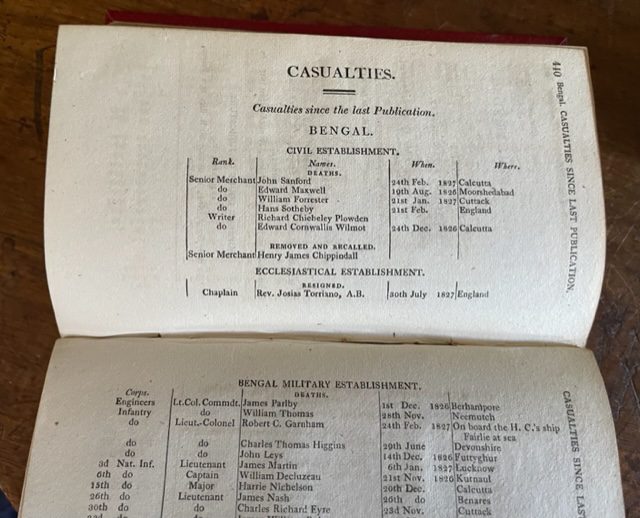 CASUALTIES.
Casualties since the last Publication.
BENGAL.
CIVIL ESTABLISHMENT.
Rank. Names. When. Where.
DEATHS.
Senior Merchant John Sanford 24th Feb. 1827 Calcutta
do Edward Maxwell 19th Aug. 1826 Moorshedabad
do William Forrester 21st Jan. 1827 Cuttack
do Hans Sotheby 21st Feb. England
Writer Richard Chicheley Plowden
do Edward Cornwallis Wilmot 24th Dec. 1826 Calcutta
REMOVED AND RECALLED.
Senior Merchant Henry James Chippindall
ECCLESIASTICAL ESTABLISHMENT.
RESIGNED.
Chaplain Rev. Josias Torriano, A.B. 30th July 1827 England
440 Bengal. CASUALTIES SINCE LAST PUBLICATION.
BENGAL MILITARY ESTABLISHMENT.
Corps. DEATHS.
Engineers Lt.Col. Commdt. James Parlby 1st Dec. 1826 Berhampore
Infantry do William Thomas 28th Nov. Neemutch
do Lieut.-Colonel Robert C. Garnham 24th Feb. 1827 On board the H. C.'s ship
Fairlie at sea
do do Charles Thomas Higgins 29th June Devonshire
do do John Leys 14th Dec. 1826 Futtyghur
3d Nat. Inf. Lieutenant James Martin 6th Jan. 1827 Lucknow
6th do Captain William Decluzeau 21st Nov. 1826 Kurnaul
15th do Major Harrie Nichelson 20th Dec. Calcutta
26th do Lieutenant James Nash 26th do Benares
30th do do Charles Richard Eyre 23d Nov. Cuttack
CASUALTIES SINCE LAST